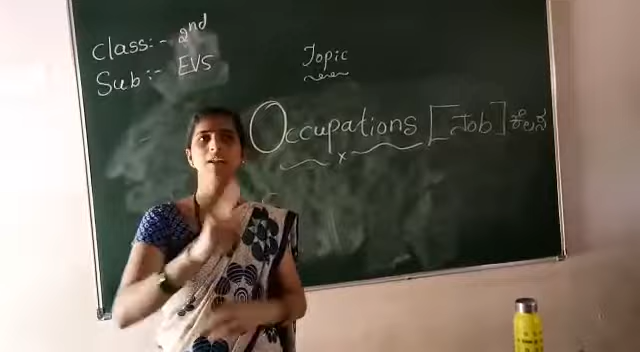 Class:- 2nd
Sub:- EVS
Topic
Occupations [Job] ಕೆಲಸ